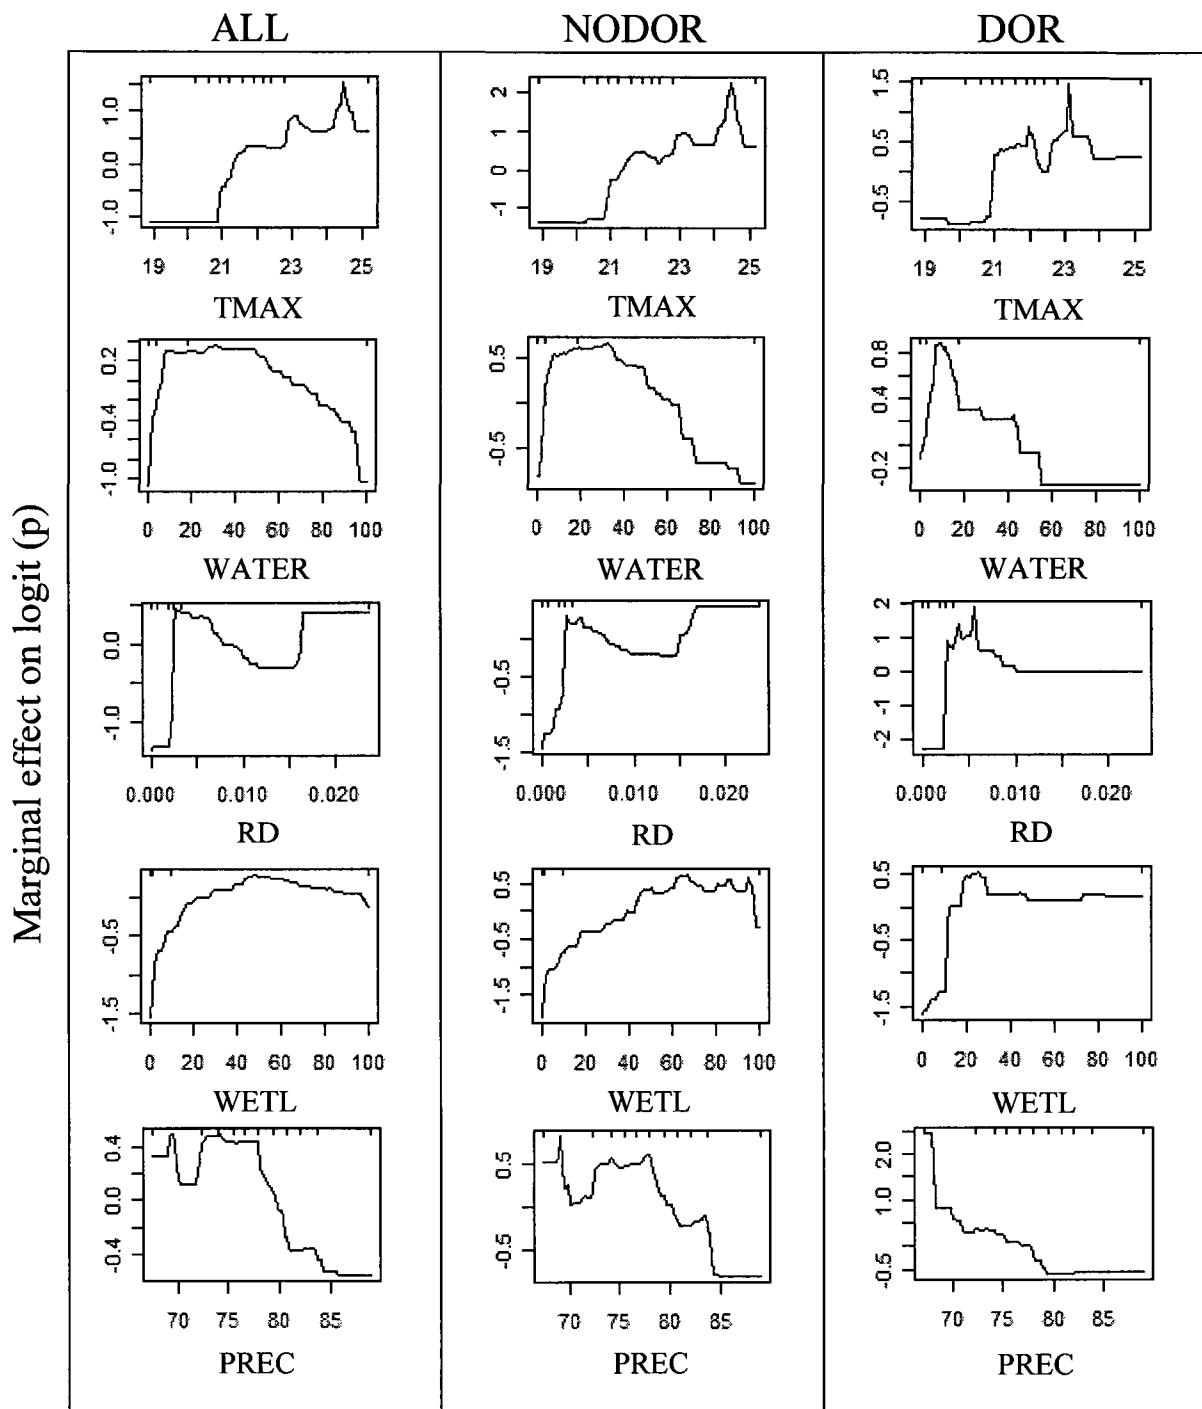 ALL NODOR DOR
Marginal effect on logit (p)
1.0 0.0 -1.0
19 21 23 25
TMAX
2 1 0 -1
19 21 23 25
TMAX
1.5 0.5 -0.5
19 21 23 25
TMAX
0.2 -0.4 -1.0
0 20 40 60 80 100
WATER
0.5 -0.5
0 20 40 60 80 100
WATER
0.8 0.4 -0.2
0 20 40 60 80 100
WATER
0.0 -1.0
0.000 0.010 0.020
RD
-0.5 -1.5
0.000 0.010 0.020
RD
2 1 0 -1 -2
0.000 0.010 0.020
RD
-0.5 -1.5
0 20 40 60 80 100
WETL
0.5 -0.5 -1.5
0 20 40 60 80 100
WETL
0.5 -0.5 -1.5
0 20 40 60 80 100
WETL
0.4 0.0 -0.4
70 75 80 85
PREC
0.5 -0.5
70 75 80 85
PREC
2.0 1.0 -0.5
70 75 80 85
PREC